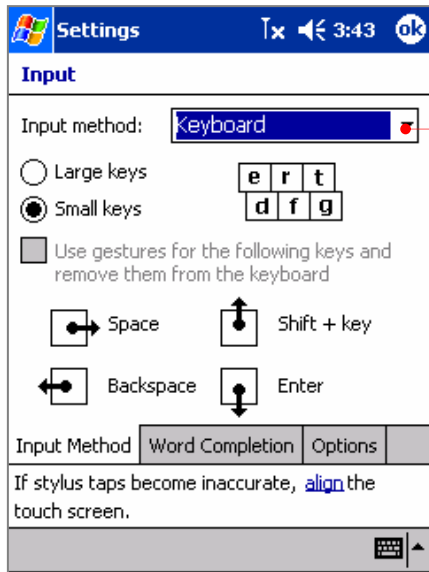 Settings 3:43 ok
Input
Input method: Keyboard
Large keys
e r t
Small keys
d f g
Use gestures for the following keys and
remove them from the keyboard
Space Shift + key
Backspace Enter
Input Method Word Completion Options
If stylus taps become inaccurate, align the
touch screen.